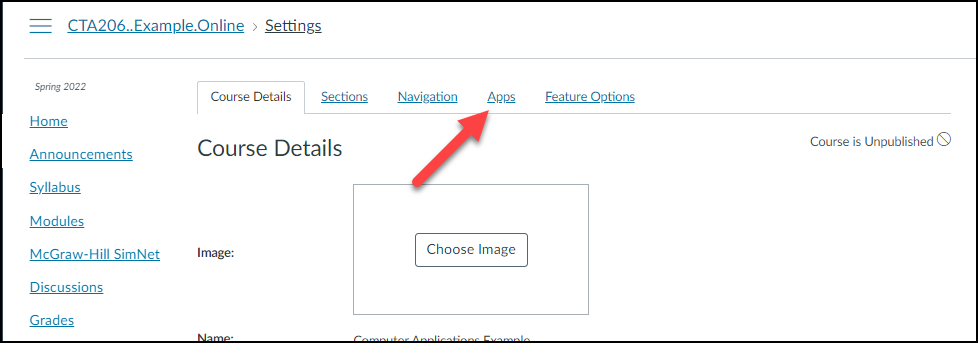 CTA206..Example.Online > Settings
Spring 2022
Course Details Sections Navigation Apps Feature Options
Home
Course is Unpublished
Course Details
Announcements
Syllabus
Modules
Image: Choose Image
McGraw-Hill SimNet
Discussions
Grades
Name: Computer Applications Example